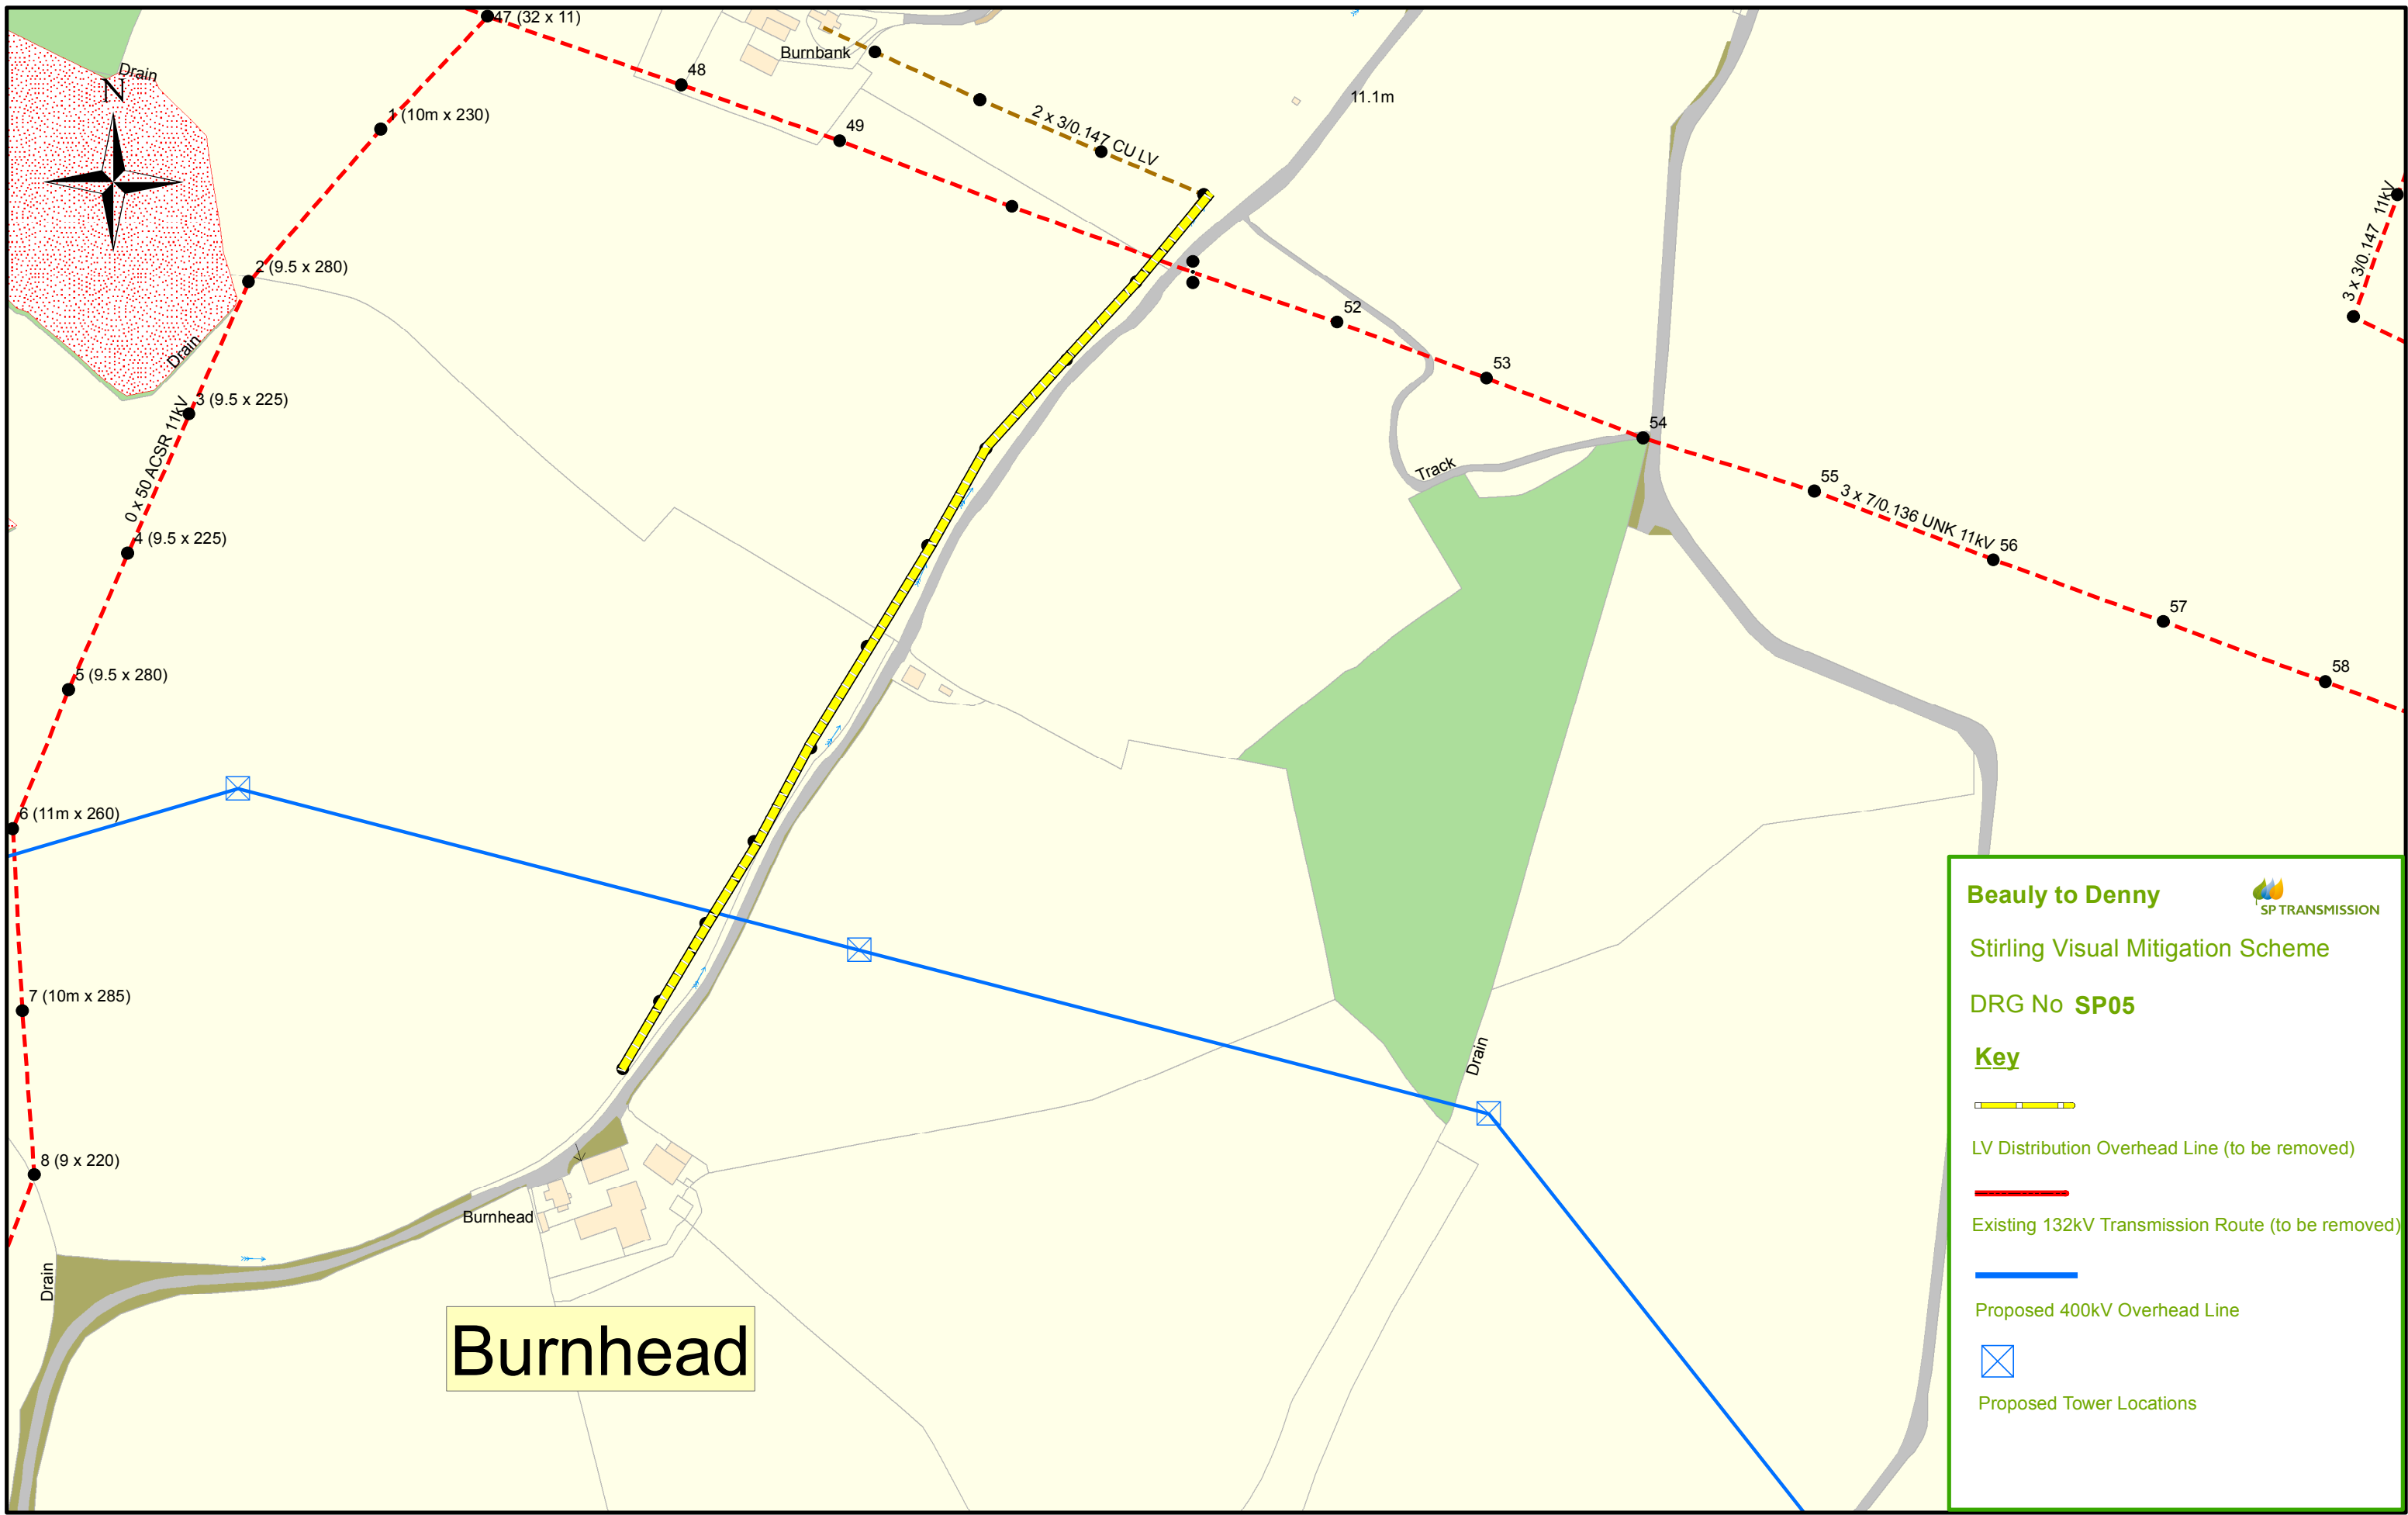 47 (32 x 11)
Burnbank
48
Drain
N
1 (10m x 230)
11.1m
49
2 x 3/0.147 CU LV
3 x 3/0.147 11kV
2 (9.5 x 280)
52
Drain
53
3 (9.5 x 225)
54
0 x 50 ACSR 11kV
Track
55
3 x 7/0.136 UNK 11kV
56
4 (9.5 x 225)
57
58
5 (9.5 x 280)
6 (11m x 260)
7 (10m x 285)
Drain
8 (9 x 220)
Burnhead
Drain
Burnhead
Beauly to Denny
SP TRANSMISSION
Stirling Visual Mitigation Scheme
DRG No SP05
Key
LV Distribution Overhead Line (to be removed)
Existing 132kV Transmission Route (to be removed)
Proposed 400kV Overhead Line
Proposed Tower Locations